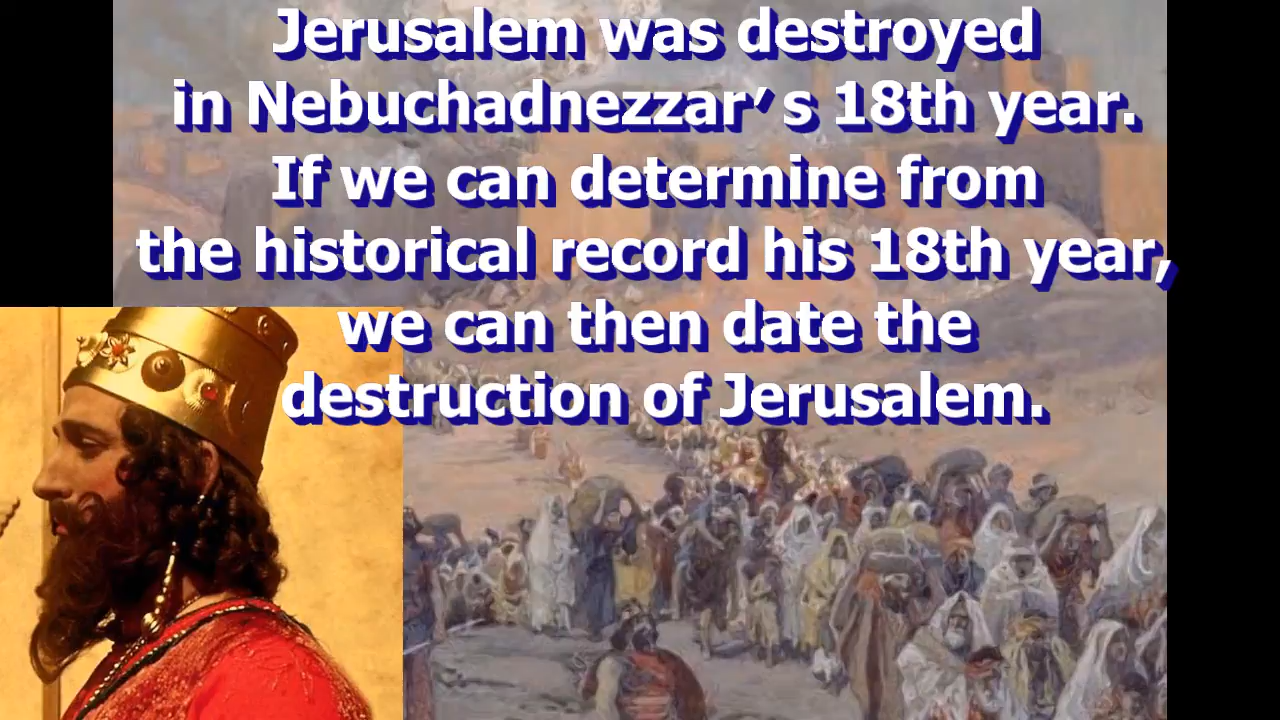 Jerusalem was destroyed
in Nebuchadnezzar’s 18th year.
If we can determine from
the historical record his 18th year,
we can then date the
destruction of Jerusalem.